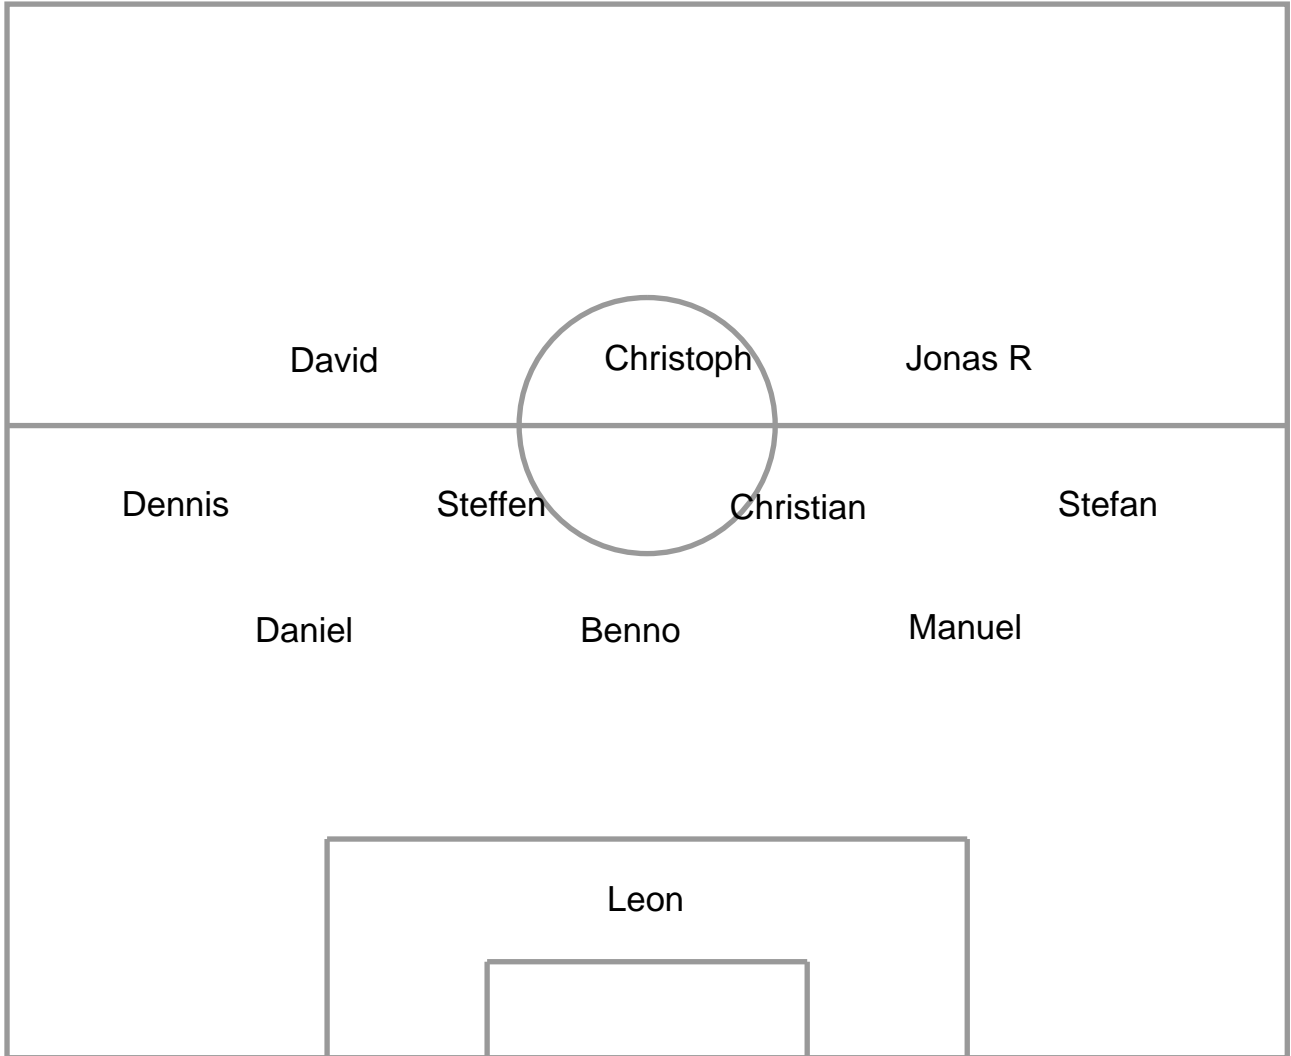 David Christoph Jonas R
Dennis Steffen Christian Stefan
Daniel Benno Manuel
Leon